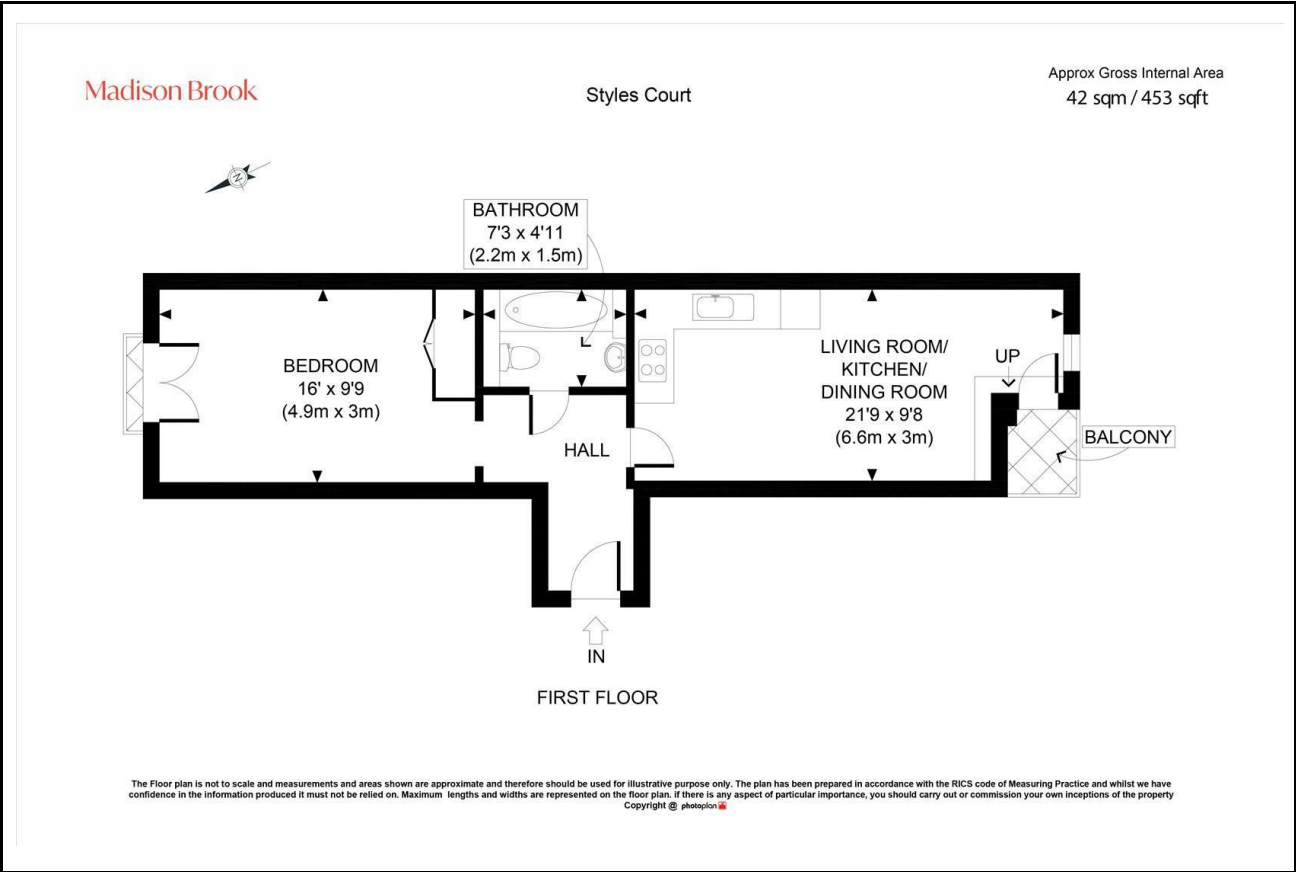 Madison Brook
Styles Court
Approx Gross Internal Area
42 sqm / 453 sqft
N
BATHROOM
7'3 x 4'11
(2.2m x 1.5m)
BEDROOM
16' x 9'9
(4.9m x 3m)
LIVING ROOM/
KITCHEN/
DINING ROOM
21'9 x 9'8
(6.6m x 3m)
UP
HALL
BALCONY
IN
FIRST FLOOR
The Floor plan is not to scale and measurements and areas shown are approximate and therefore should be used for illustrative purpose only. The plan has been prepared in accordance with the RICS code of Measuring Practice and whilst we have
confidence in the information produced it must not be relied on. Maximum lengths and widths are represented on the floor plan. if there is any aspect of particular importance, you should carry out or commission your own inceptions of the property
Copyright @ photoplan